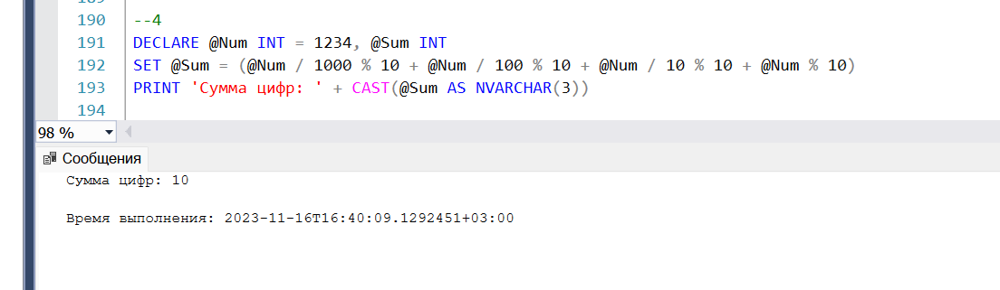 189
190 --4
191 DECLARE @Num INT = 1234, @Sum INT
192 SET @Sum = (@Num / 1000 % 10 + @Num / 100 % 10 + @Num / 10 % 10 + @Num % 10)
193 PRINT 'Сумма цифр: ' + CAST(@Sum AS NVARCHAR(3))
194
98 %
Сообщения
Сумма цифр: 10
Время выполнения: 2023-11-16T16:40:09.1292451+03:00